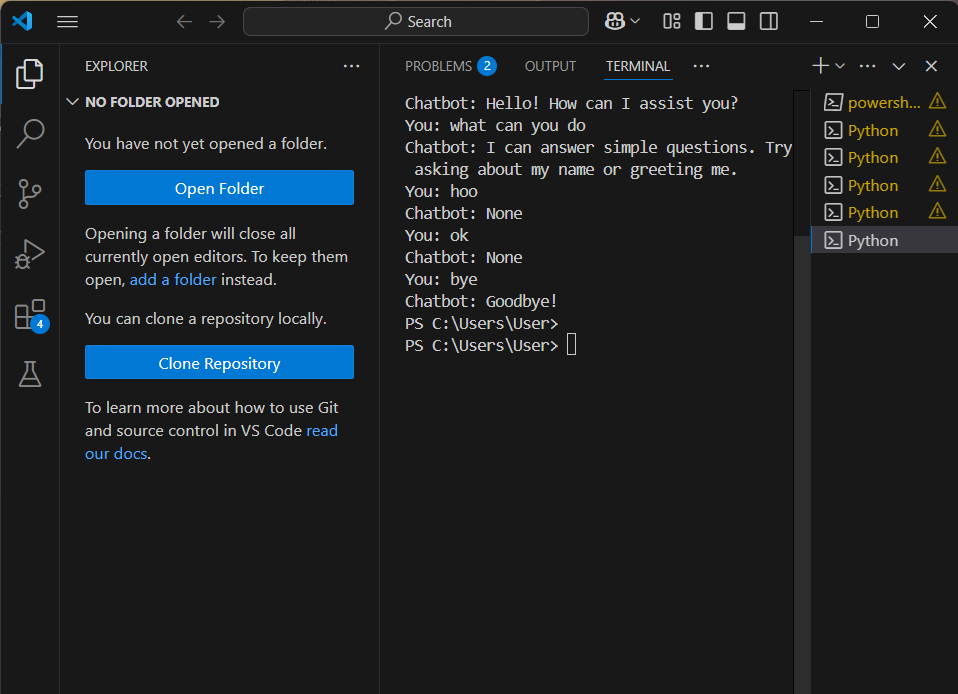 Search
EXPLORER
NO FOLDER OPENED
You have not yet opened a folder.
Open Folder
Opening a folder will close all
currently open editors. To keep them
open, add a folder instead.
You can clone a repository locally.
Clone Repository
To learn more about how to use Git
and source control in VS Code read
our docs.
4
PROBLEMS 2 OUTPUT TERMINAL
Chatbot: Hello! How can I assist you?
You: what can you do
Chatbot: I can answer simple questions. Try
asking about my name or greeting me.
You: hoo
Chatbot: None
You: ok
Chatbot: None
You: bye
Chatbot: Goodbye!
PS C:\Users\User>
PS C:\Users\User>
powersh...
Python
Python
Python
Python
Python